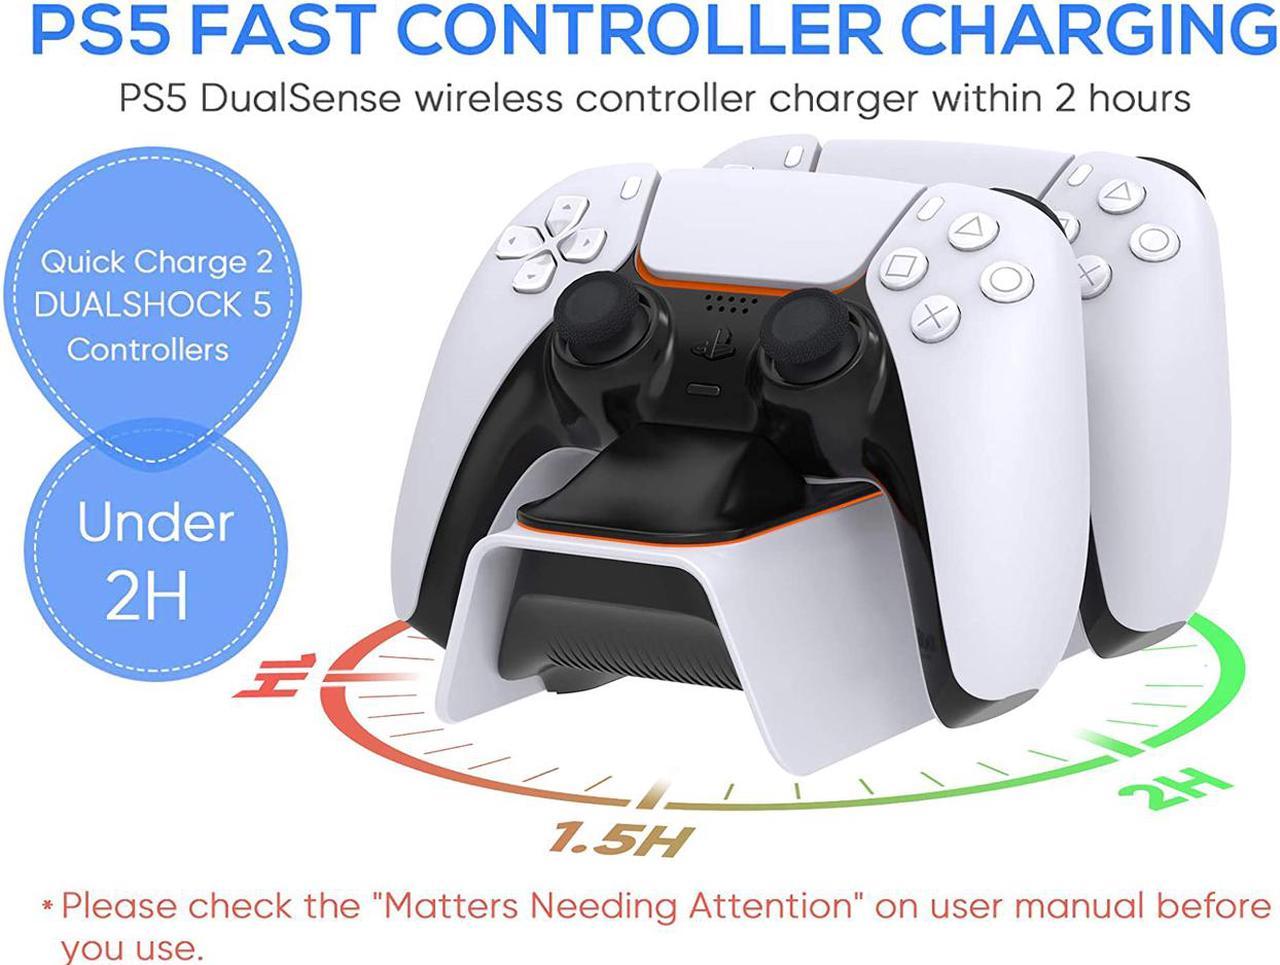 PS5 FAST CONTROLLER CHARGING
PS5 DualSense wireless controller charger within 2 hours
Quick Charge 2
DUALSHOCK 5
Controllers
Under
2H
1H
1.5H
2H
* Please check the "Matters Needing Attention" on user manual before
you use.